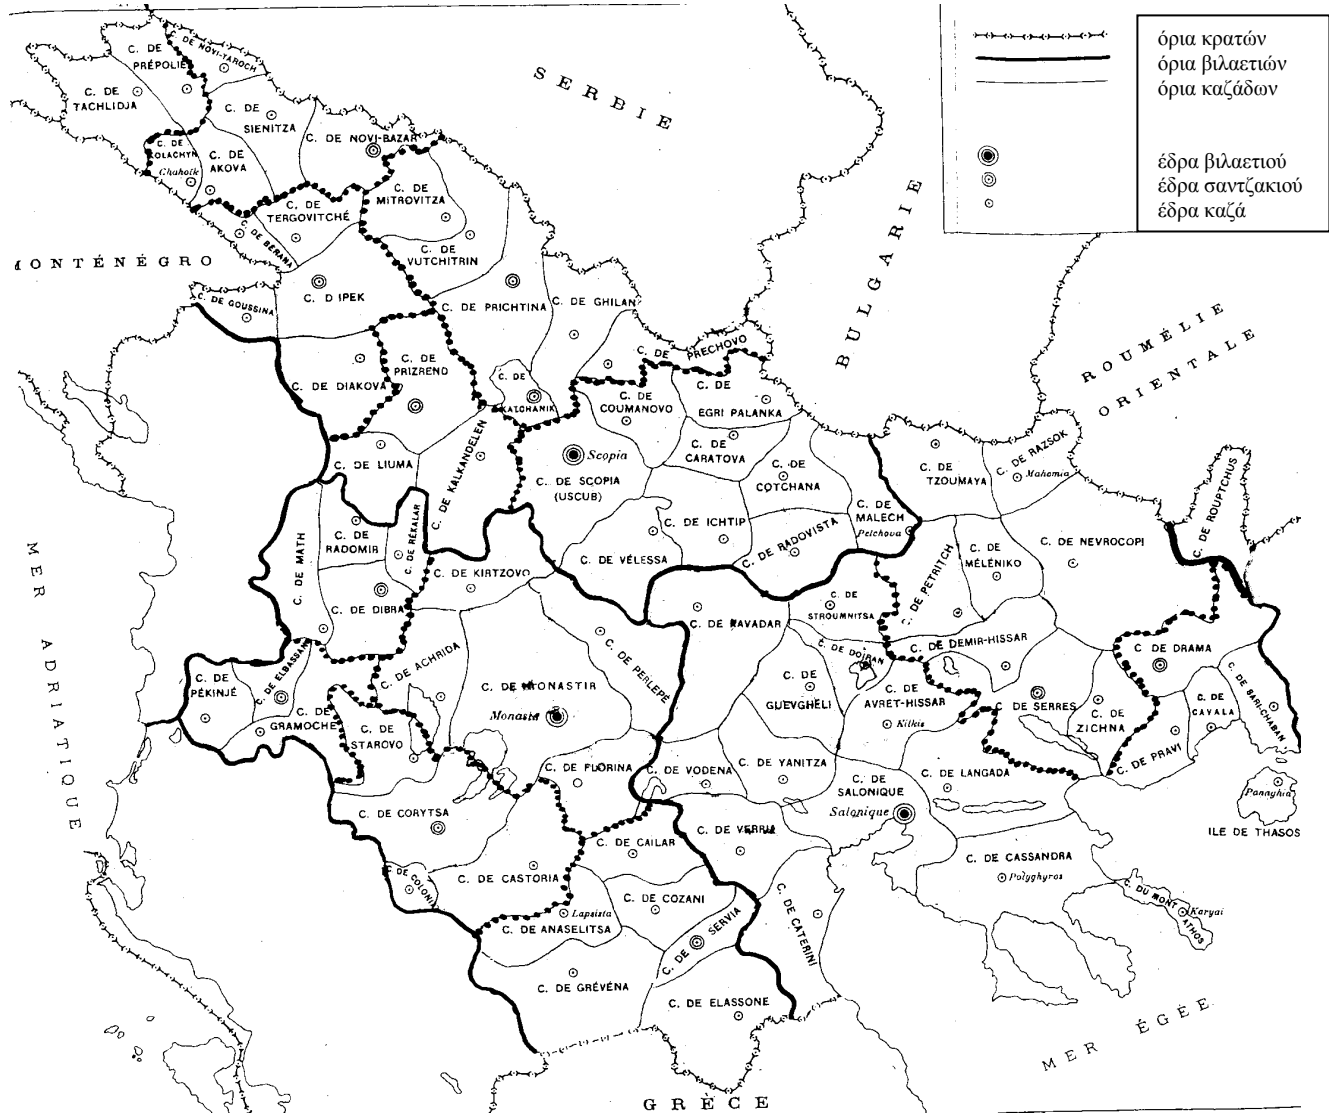 όρια κρατών
όρια βιλαετιών
όρια καζάδων
έδρα βιλαετιού
έδρα σαντζακιού
έδρα καζά
SERBIE
BULGARIE
ROUMÉLIE
ORIENTALE
MONTÉNÉGRO
MER ADRIATIQUE
MER ÉGÉE
GRÈCE
C. DE
PRÉPOLIE
C. DE NOVI-VAROCH
C. DE
TACHLIDJA
C. DE
SIENITZA
C. DE NOVI-BAZAR
C. DE
KOLACHYN
Chahoïk
C. DE
AKOVA
C. DE
TERGOVITCHÉ
C. DE BÉRANA
C. DE
MITROVITZA
C. DE
VUTCHITRIN
C. DE GOUSSINA
C. D IPEK
C. DE PRICHTINA
C. DE GHILAN
C. DE PRECHOVO
C. DE DIAKOVA
C. DE
PRIZREND
C. DE
KATCHANIK
C. DE
COUMANOVO
C. DE
EGRI PALANKA
C. DE LIUMA
C. DE KALKANDELEN
Scopia
C. DE SCOPIA
(USCUB)
C. DE
CARATOVA
C. DE
COTCHANA
C. DE
TZOUMAYA
C. DE RAZSOK
Mahomia
C. DE ROUPTCHUS
C. DE MATH
C. DE
RADOMIR
C. DE RÉKALAR
C. DE ICHTIP
C. DE RADOVISTA
C. DE
MALECH
Petchova
C. DE VÉLESSA
C. DE NEVROCOPI
C. DE PETRITCH
C. DE
MÉLÉNIKO
C. DE KIRTZOVO
C. DE DIBRA
C. DE
STROUMNITSA
C. DE KAVADAR
C. DE PERLEPÉ
C. DE DOÏRAN
C. DE DEMIR-HISSAR
C. DE DRAMA
C. DE
PÉKINJÉ
C. DE ELBASSAN
C. DE ACHRIDA
C. DE MONASTIR
Monastir
C. DE
GRAMOCHE
C. DE
STAROVO
C. DE
GUEVGHELI
C. DE
AVRET-HISSAR
Kilkis
C. DE SERRES
C. DE
ZICHNA
C. DE
CAVALA
C. DE SARI-CHABAN
C. DE PRAVI
C. DE FLORINA
C. DE VODENA
C. DE YANITZA
C. DE
SALONIQUE
Salonique
C. DE LANGADA
Panaghia
ILE DE THASOS
C. DE CORYTSA
C. DE CAILAR
C. DE VERRIA
C. DE CASSANDRA
Polyghyros
C. DE COLONIA
C. DE CASTORIA
C. DE COZANI
C. DU MONT ATHOS
Karyai
Lapsista
C. DE ANASELITSA
C. DE SERVIA
C. DE CATERINI
C. DE GRÉVÉNA
C. DE ELASSONE